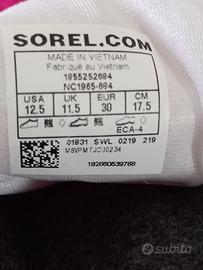 SOREL.COM
MADE IN VIETNAM
Fabriqué au Vietnam
1855252684
NC1965-684
USA UK EUR CM
12.5 11.5 30 17.5
ECA-4
01831 SWL 0219 219
192660539768
subito